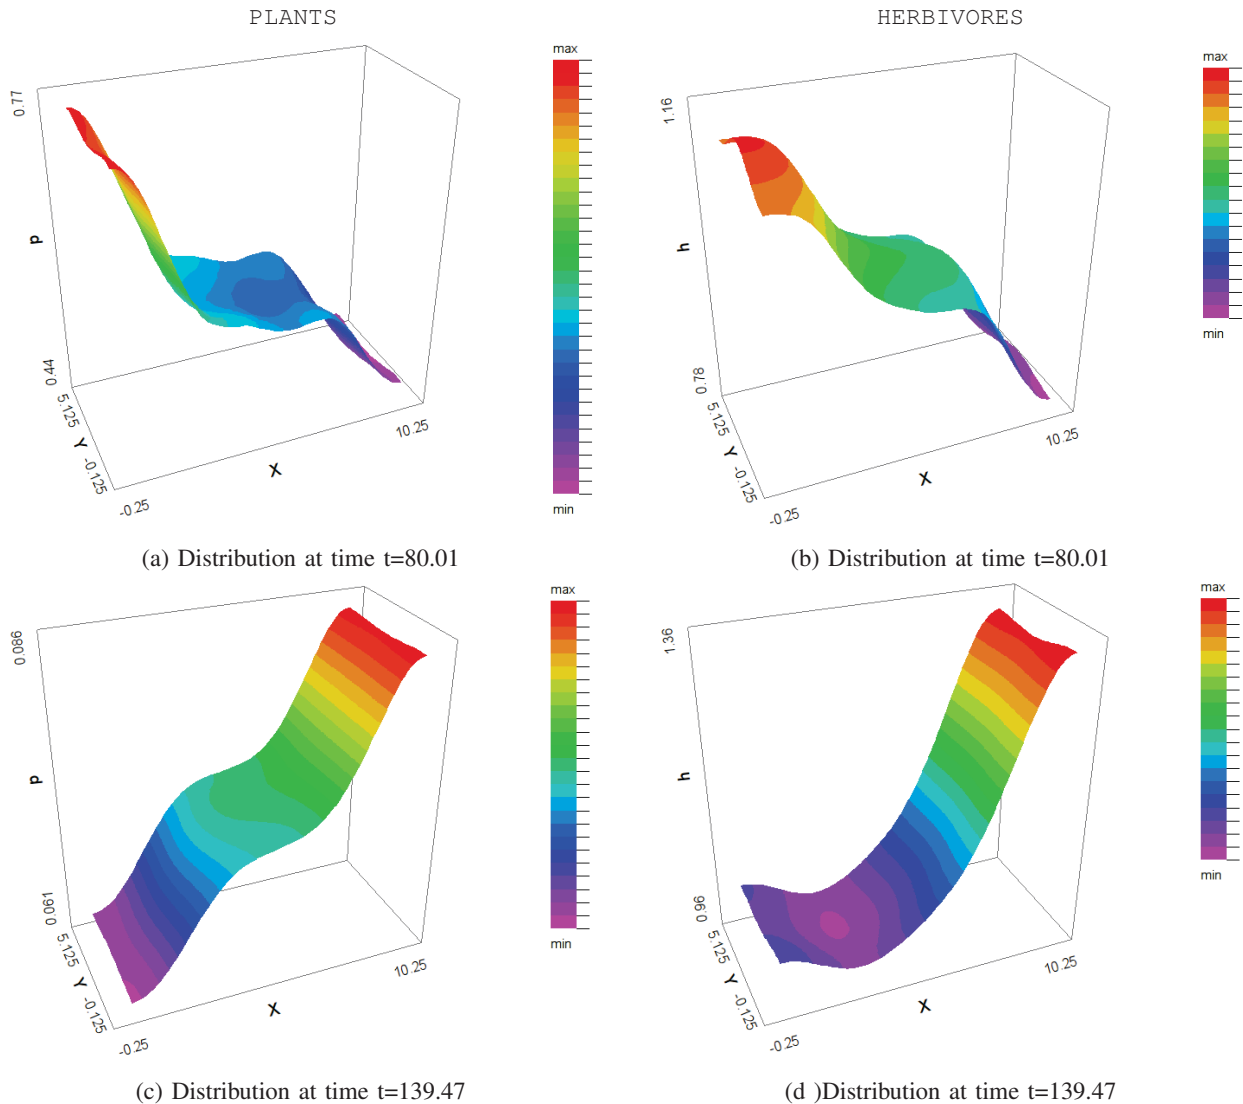 PLANTS
HERBIVORES
max
min
0.77
p
0.44
5.125
Y
-0.125
-0.25
X
10.25
(a) Distribution at time t=80.01
max
min
1.16
h
0.78
5.125
Y
-0.125
-0.25
X
10.25
(b) Distribution at time t=80.01
max
min
0.086
p
0.061
5.125
Y
-0.125
-0.25
X
10.25
(c) Distribution at time t=139.47
max
min
1.36
h
0.96
5.125
Y
-0.125
-0.25
X
10.25
(d )Distribution at time t=139.47